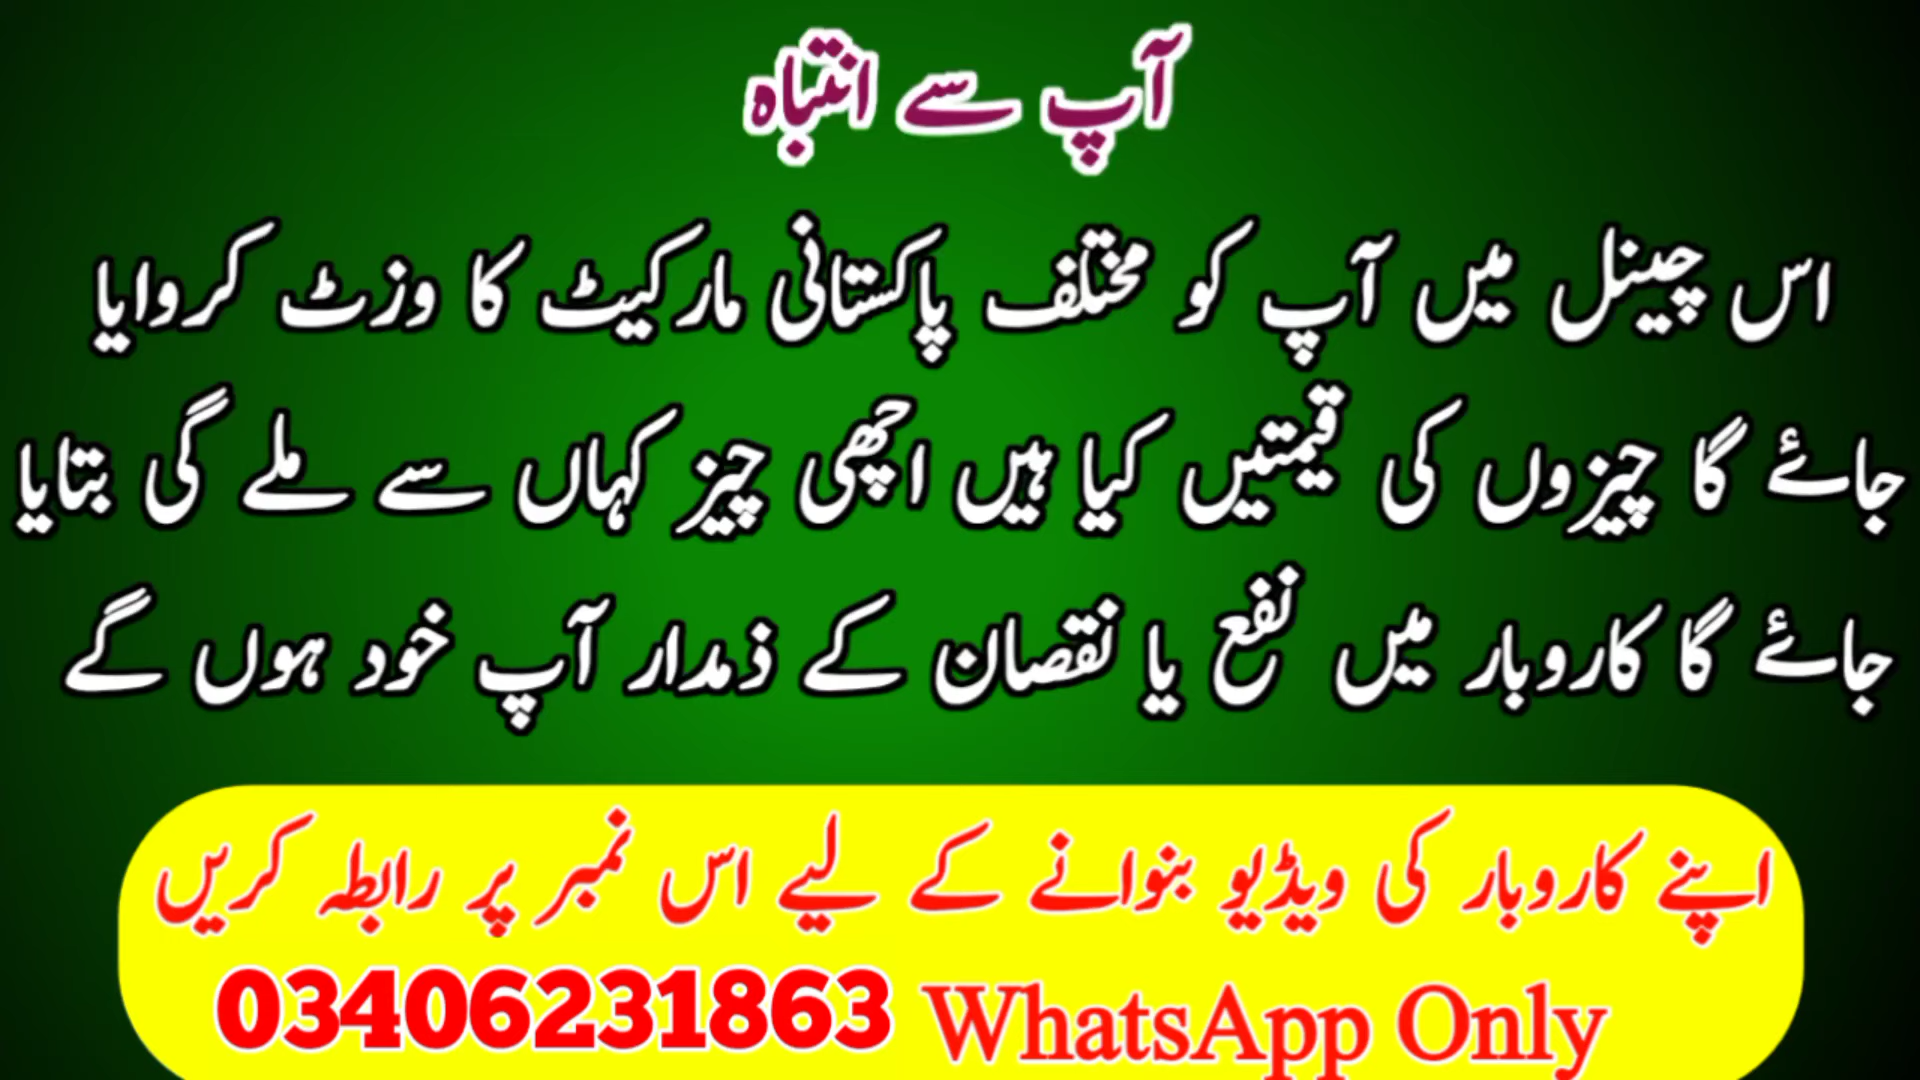 آپ سے انتباہ
اس چینل میں آپ کو مختلف پاکستانی مارکیٹ کا وزٹ کروایا
جائے گا چیزوں کی قیمتیں کیا ہیں اچھی چیز کہاں سے ملے گی بتایا
جائے گا کاروبار میں نفع یا نقصان کے ذمدار آپ خود ہوں گے
اپنے کاروبار کی ویڈیو بنوانے کے لیے اس نمبر پر رابطہ کریں
03406231863 WhatsApp Only